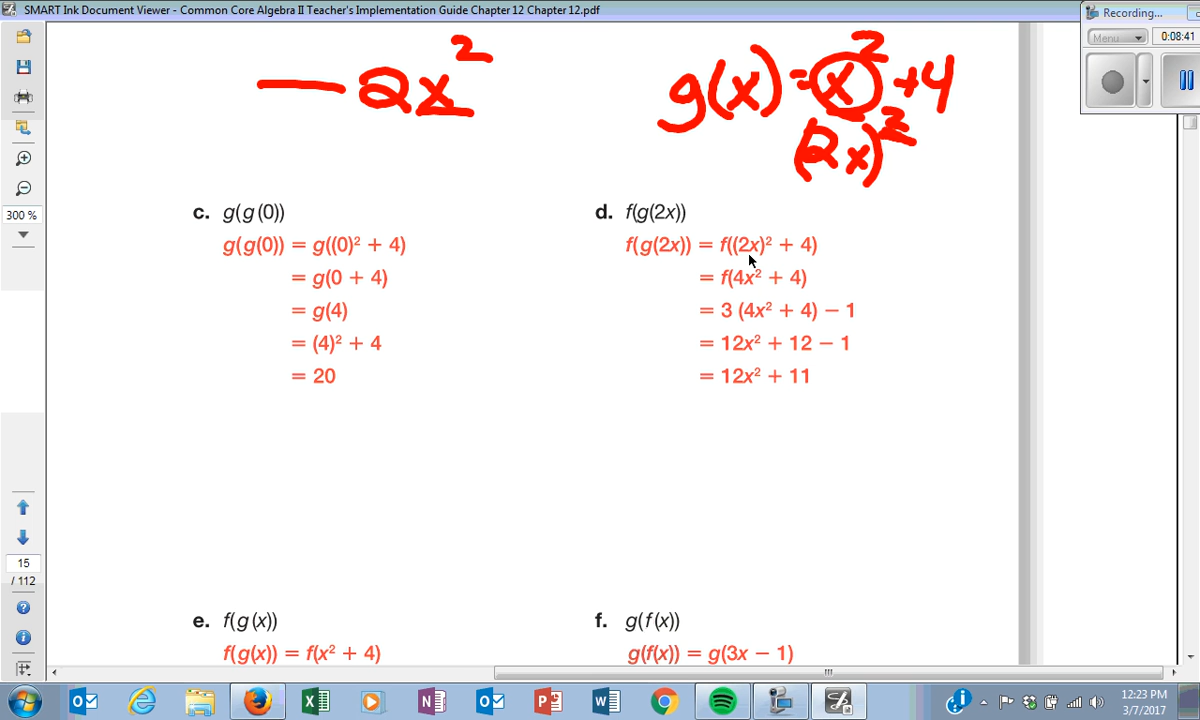 SMART Ink Document Viewer - Common Core Algebra II Teacher's Implementation Guide Chapter 12 Chapter 12.pdf
Recording...
Menu
0:08:41
— 2x²
g(x) = x² + 4
(2x)²
300 %
c. g(g(0))
g(g(0)) = g((0)² + 4)
= g(0 + 4)
= g(4)
= (4)² + 4
= 20
d. f(g(2x))
f(g(2x)) = f((2x)² + 4)
= f(4x² + 4)
= 3 (4x² + 4) − 1
= 12x² + 12 − 1
= 12x² + 11
15
/ 112
e. f(g(x))
f(g(x)) = f(x² + 4)
f. g(f(x))
g(f(x)) = g(3x − 1)
12:23 PM
3/7/2017